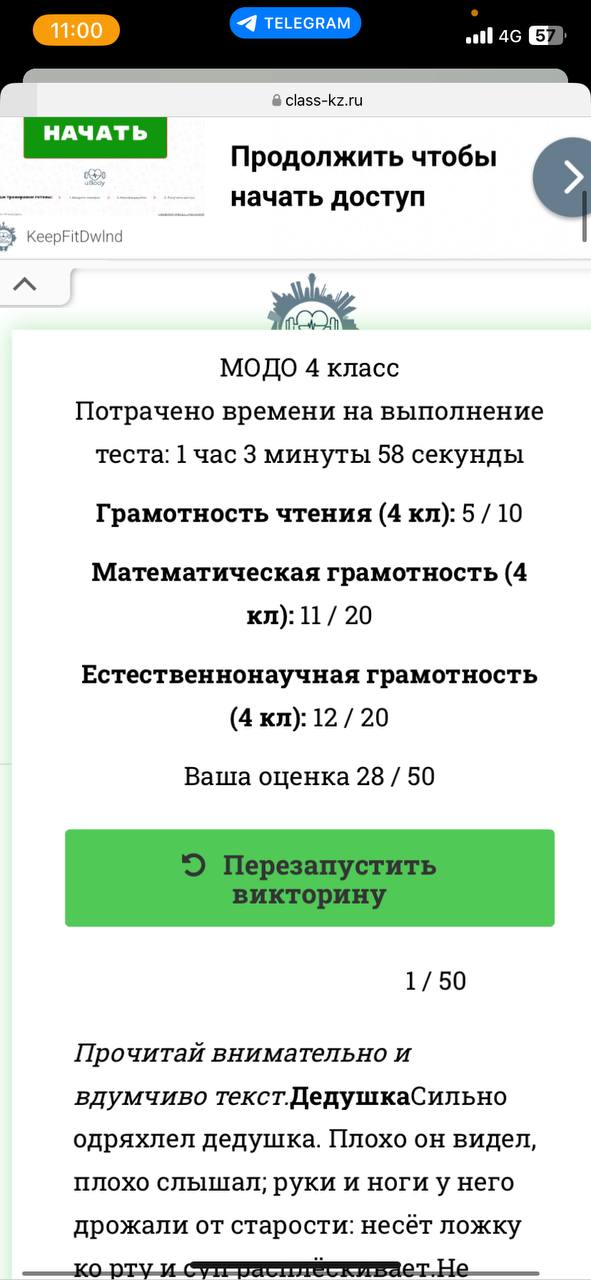 11:00
TELEGRAM
4G 57
class-kz.ru
НАЧАТЬ
Продолжить чтобы
начать доступ
KeepFitDwlnd
МОДО 4 класс
Потрачено времени на выполнение
теста: 1 час 3 минуты 58 секунды
Грамотность чтения (4 кл): 5 / 10
Математическая грамотность (4
кл): 11 / 20
Естественнонаучная грамотность
(4 кл): 12 / 20
Ваша оценка 28 / 50
Перезапустить
викторину
1 / 50
Прочитай внимательно и
вдумчиво текст.ДедушкаСильно
одряхлел дедушка. Плохо он видел,
плохо слышал; руки и ноги у него
дрожали от старости: несёт ложку
ко рту и суп расплёскивает.Не